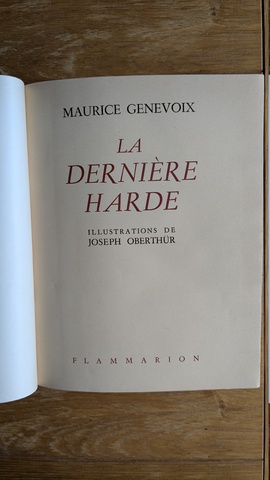 MAURICE GENEVOIX
LA
DERNIÈRE
HARDE
ILLUSTRATIONS DE
JOSEPH OBERTHÜR
FLAMMARION